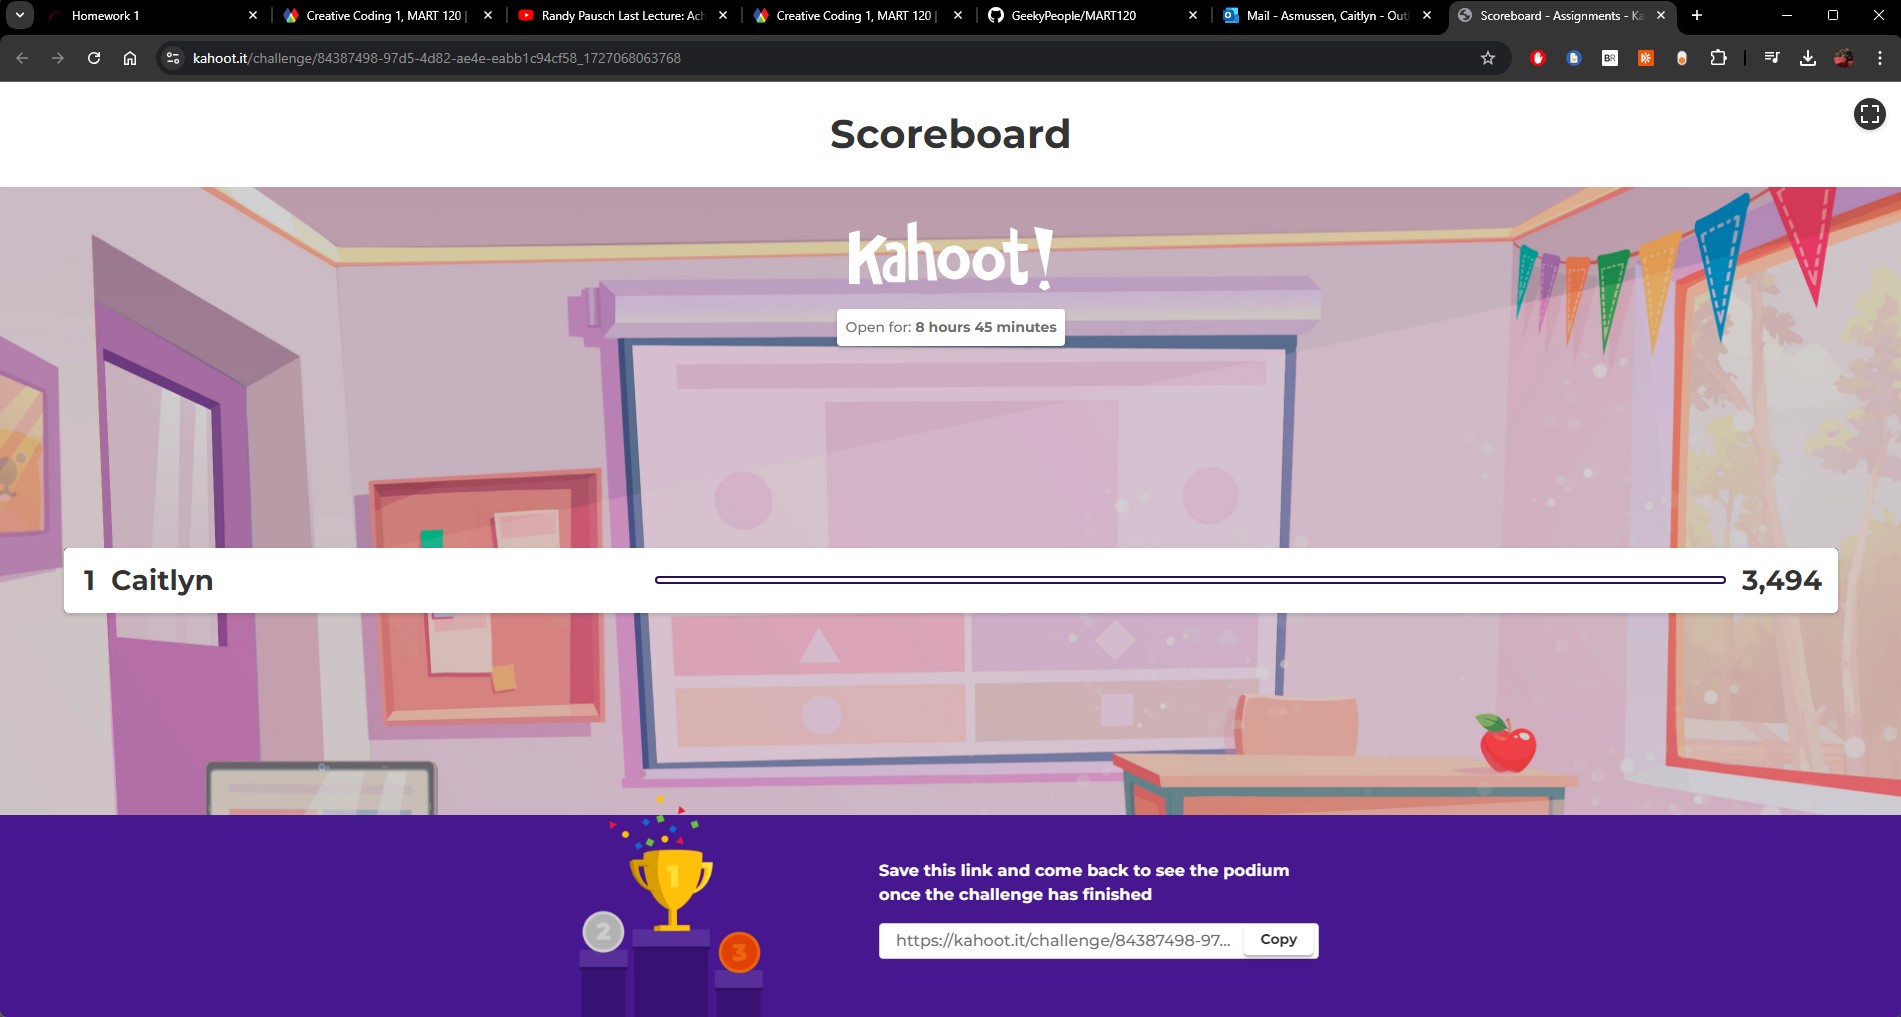 Homework 1
Creative Coding 1, MART 120 |
Randy Pausch Last Lecture: Ach
Creative Coding 1, MART 120 |
GeekyPeople/MART120
Mail - Asmussen, Caitlyn - Outl
Scoreboard - Assignments - Ka
kahoot.it/challenge/84387498-97d5-4d82-ae4e-eabb1c94cf58_1727068063768
BR
Scoreboard
Kahoot!
Open for: 8 hours 45 minutes
1 Caitlyn 3,494
1
2
3
Save this link and come back to see the podium
once the challenge has finished
https://kahoot.it/challenge/84387498-97... Copy